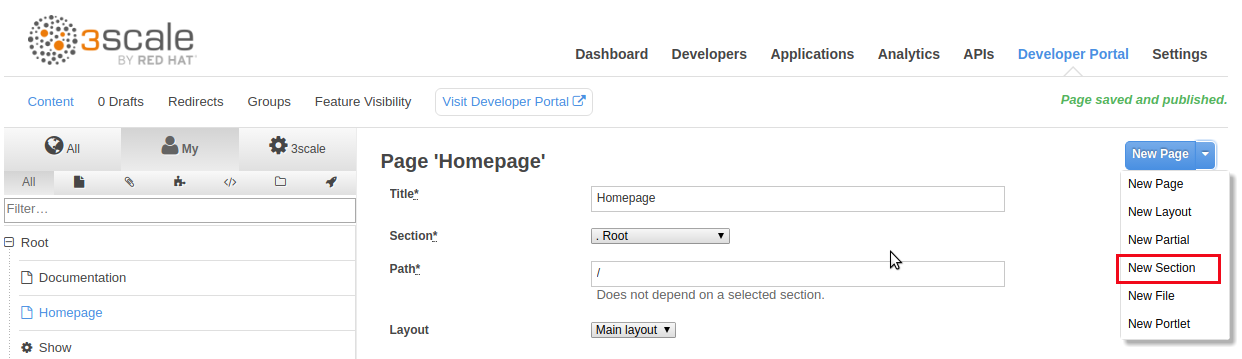 3scale
BY RED HAT
Dashboard Developers Applications Analytics APIs Developer Portal Settings
Content 0 Drafts Redirects Groups Feature Visibility Visit Developer Portal
Page saved and published.
All My 3scale
All
Filter…
Root
Documentation
Homepage
Show
Page 'Homepage'
Title* Homepage
Section* . Root
Path* /
Does not depend on a selected section.
Layout Main layout
New Page
New Page
New Layout
New Partial
New Section
New File
New Portlet